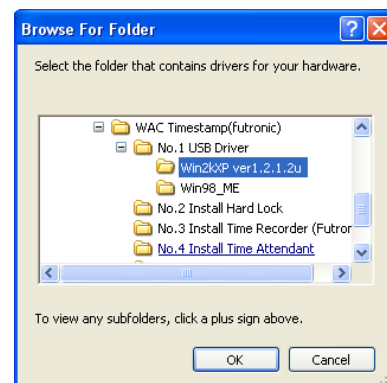 Browse For Folder
Select the folder that contains drivers for your hardware.
WAC Timestamp(futronic)
No.1 USB Driver
Win2kXP ver1.2.1.2u
Win98_ME
No.2 Install Hard Lock
No.3 Install Time Recorder (Futror
No.4 Install Time Attendant
To view any subfolders, click a plus sign above.
OK Cancel